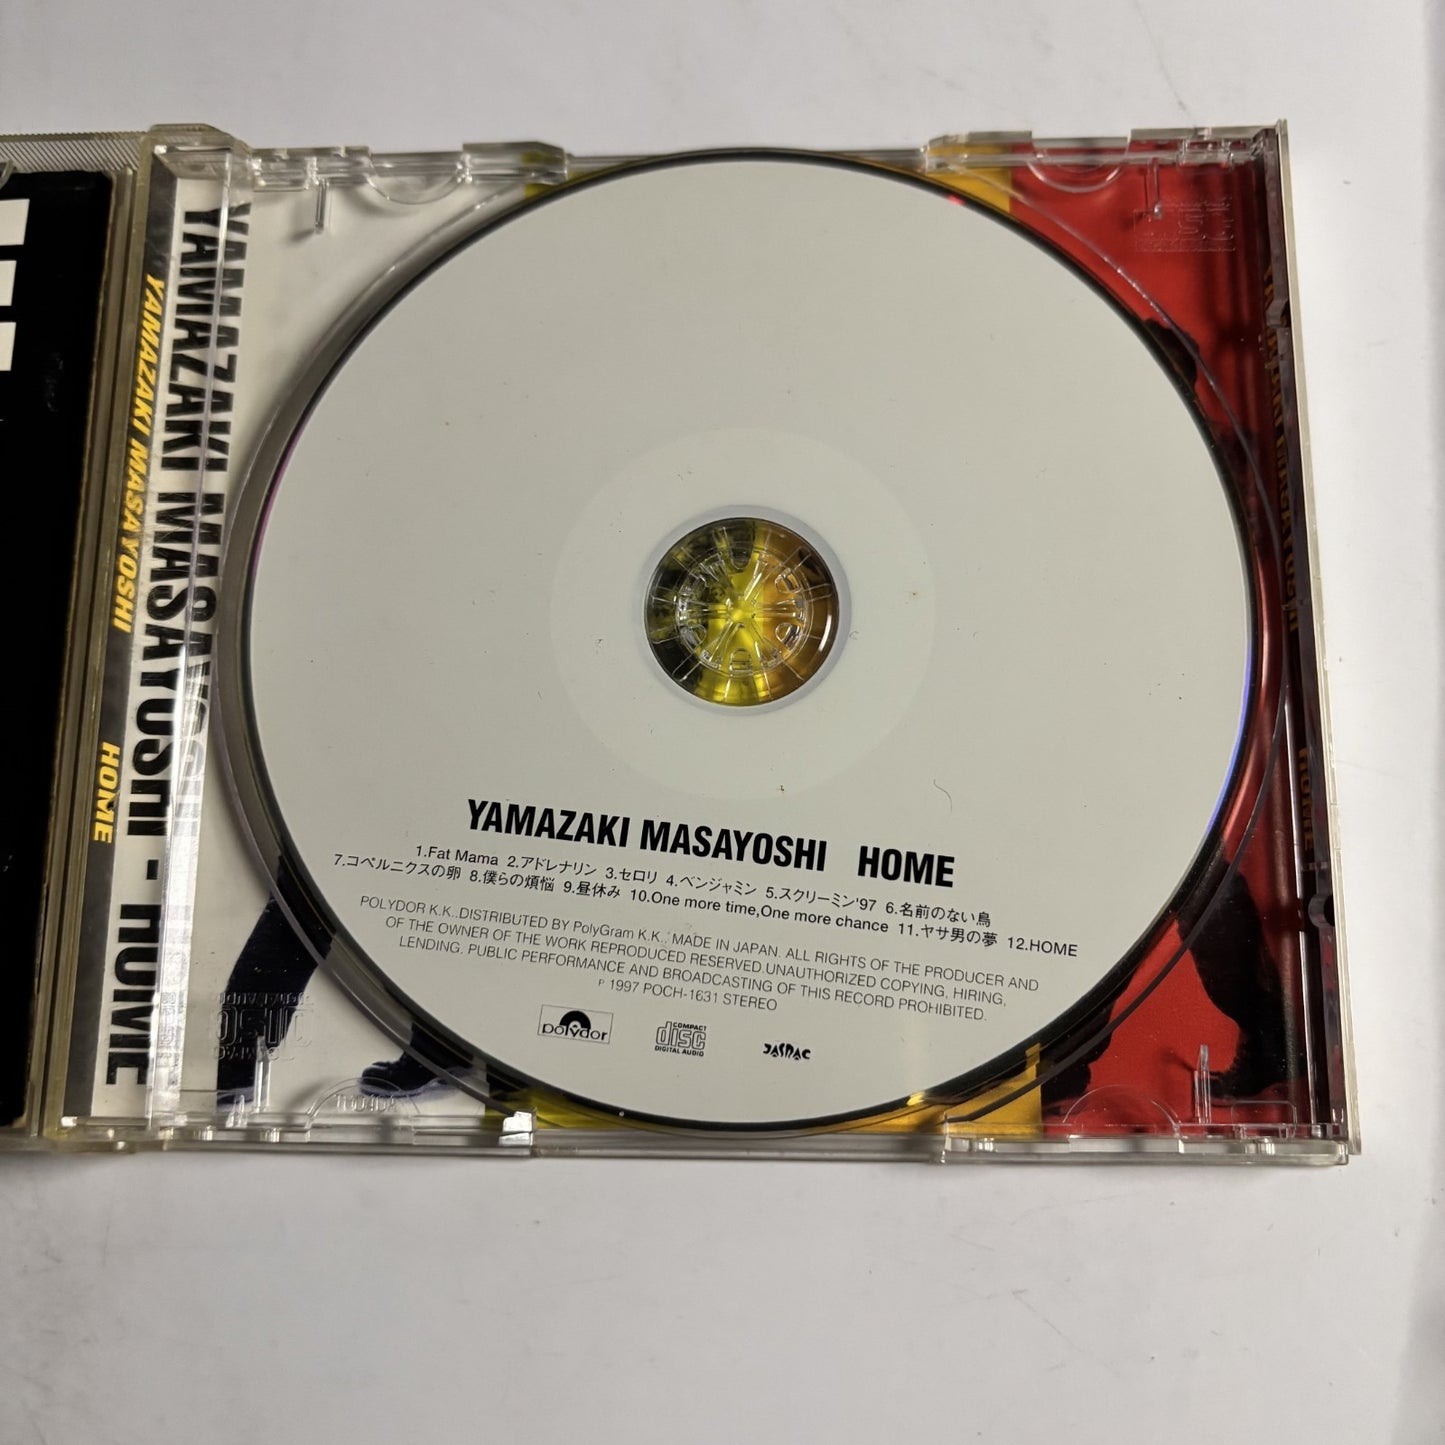 YAMAZAKI MASAYOSHI - HOME
YAMAZAKI MASAYOSHI HOME
YAMAZAKI MASAYOSHI HOME
1.Fat Mama 2.アドレナリン 3.セロリ 4.ベンジャミン 5.スクリーミン'97 6.名前のない鳥
7.コペルニクスの卵 8.僕らの煩悩 9.昼休み 10.One more time,One more chance 11.ヤサ男の夢 12.HOME
POLYDOR K.K..DISTRIBUTED BY PolyGram K.K.. MADE IN JAPAN. ALL RIGHTS OF THE PRODUCER AND
OF THE OWNER OF THE WORK REPRODUCED RESERVED.UNAUTHORIZED COPYING, HIRING,
LENDING. PUBLIC PERFORMANCE AND BROADCASTING OF THIS RECORD PROHIBITED.
℗ 1997 POCH-1631 STEREO
polydor
COMPACT
disc
DIGITAL AUDIO
JASRAC